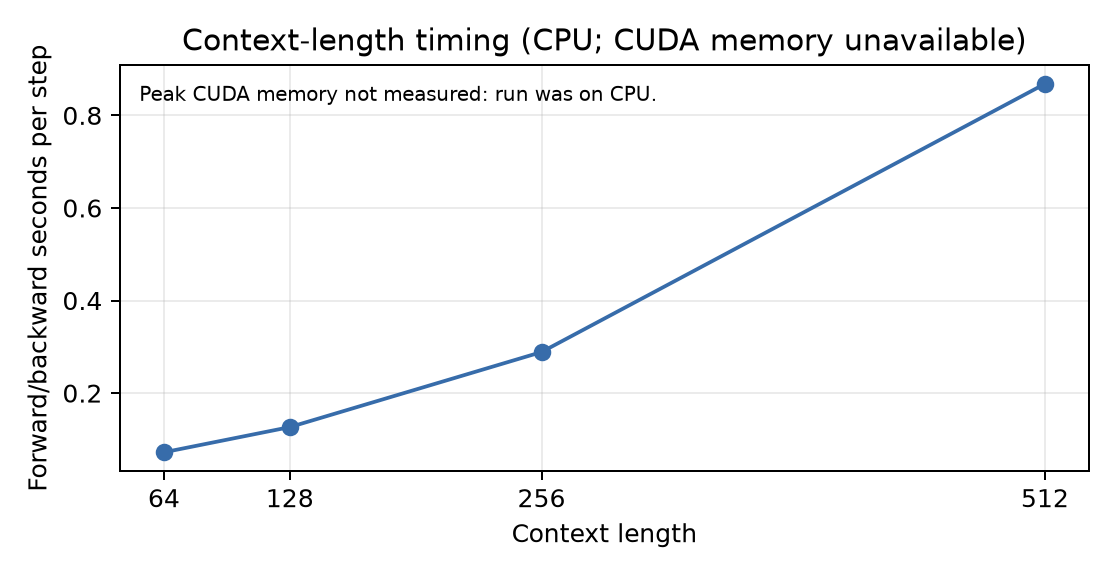 Context-length timing (CPU; CUDA memory unavailable)
Peak CUDA memory not measured: run was on CPU.
Forward/backward seconds per step
0.8
0.6
0.4
0.2
64 128 256 512
Context length